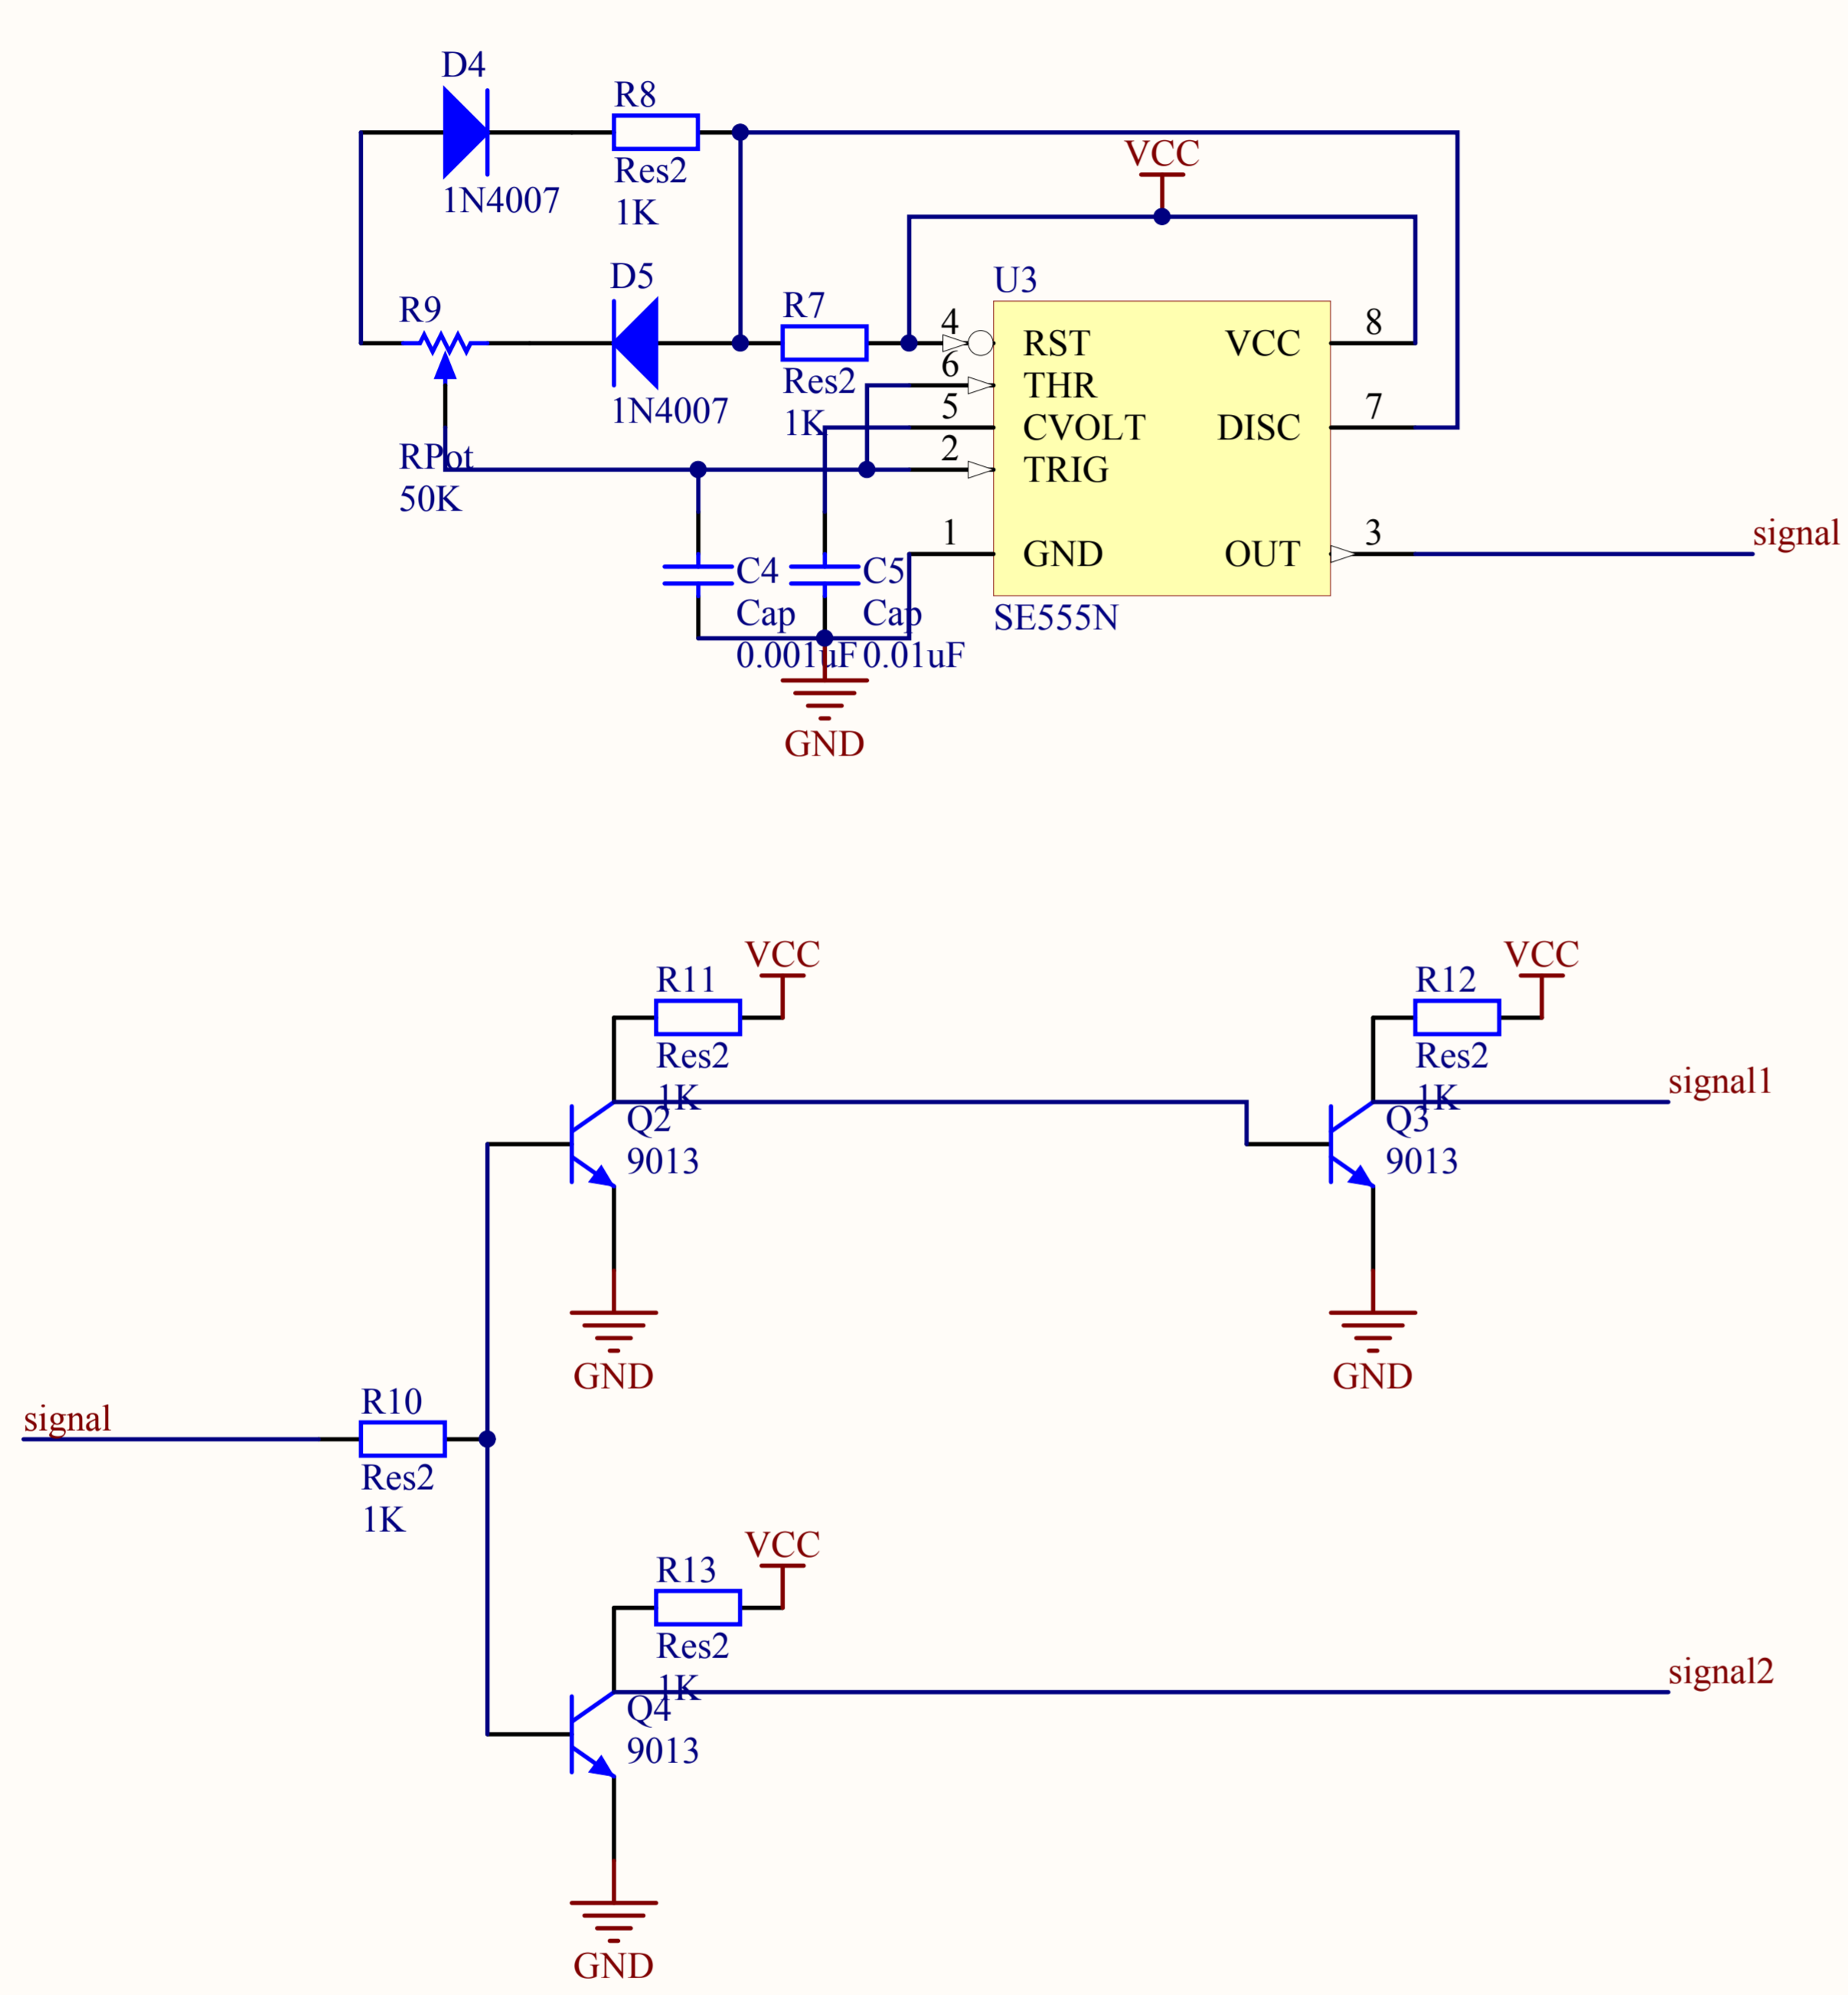 D4
1N4007
R8
Res2
1K
VCC
D5
1N4007
R9
RPot
50K
R7
Res2
1K
U3
4
RST
6
THR
5
CVOLT
2
TRIG
1
GND
VCC
8
DISC
7
OUT
3
SE555N
signal
C4
Cap
0.001uF
C5
Cap
0.01uF
GND
R11
Res2
1K
VCC
Q2
9013
GND
R12
Res2
1K
VCC
signal1
Q3
9013
GND
signal
R10
Res2
1K
R13
Res2
1K
VCC
signal2
Q4
9013
GND